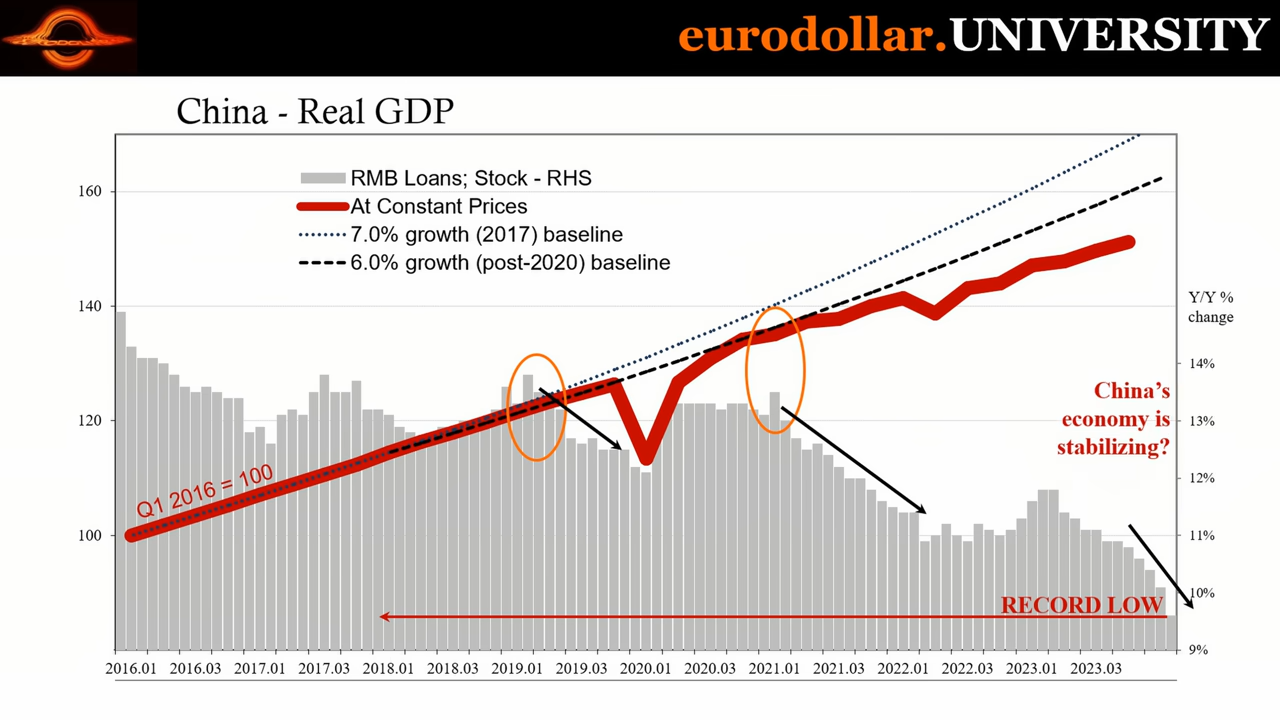 eurodollar.UNIVERSITY
China - Real GDP
RMB Loans; Stock - RHS
At Constant Prices
7.0% growth (2017) baseline
6.0% growth (post-2020) baseline
160
140
120
100
Y/Y %
change
14%
13%
12%
11%
10%
9%
China's
economy is
stabilizing?
Q1 2016 = 100
RECORD LOW
2016.01 2016.03 2017.01 2017.03 2018.01 2018.03 2019.01 2019.03 2020.01 2020.03 2021.01 2021.03 2022.01 2022.03 2023.01 2023.03